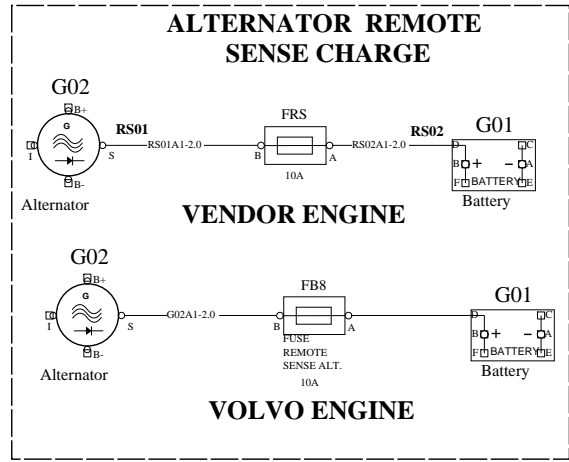 ALTERNATOR REMOTE
SENSE CHARGE
G02
B+
G
I
S
B-
Alternator
RS01
RS01A1-2.0
FRS
B
A
10A
RS02
RS02A1-2.0
G01
D
C
B
+
-
A
F
BATTERY
E
Battery
VENDOR ENGINE
G02
B+
G
I
S
B-
Alternator
G02A1-2.0
FB8
B
A
FUSE
REMOTE
SENSE ALT.
10A
G01
D
C
B
+
-
A
F
BATTERY
E
Battery
VOLVO ENGINE